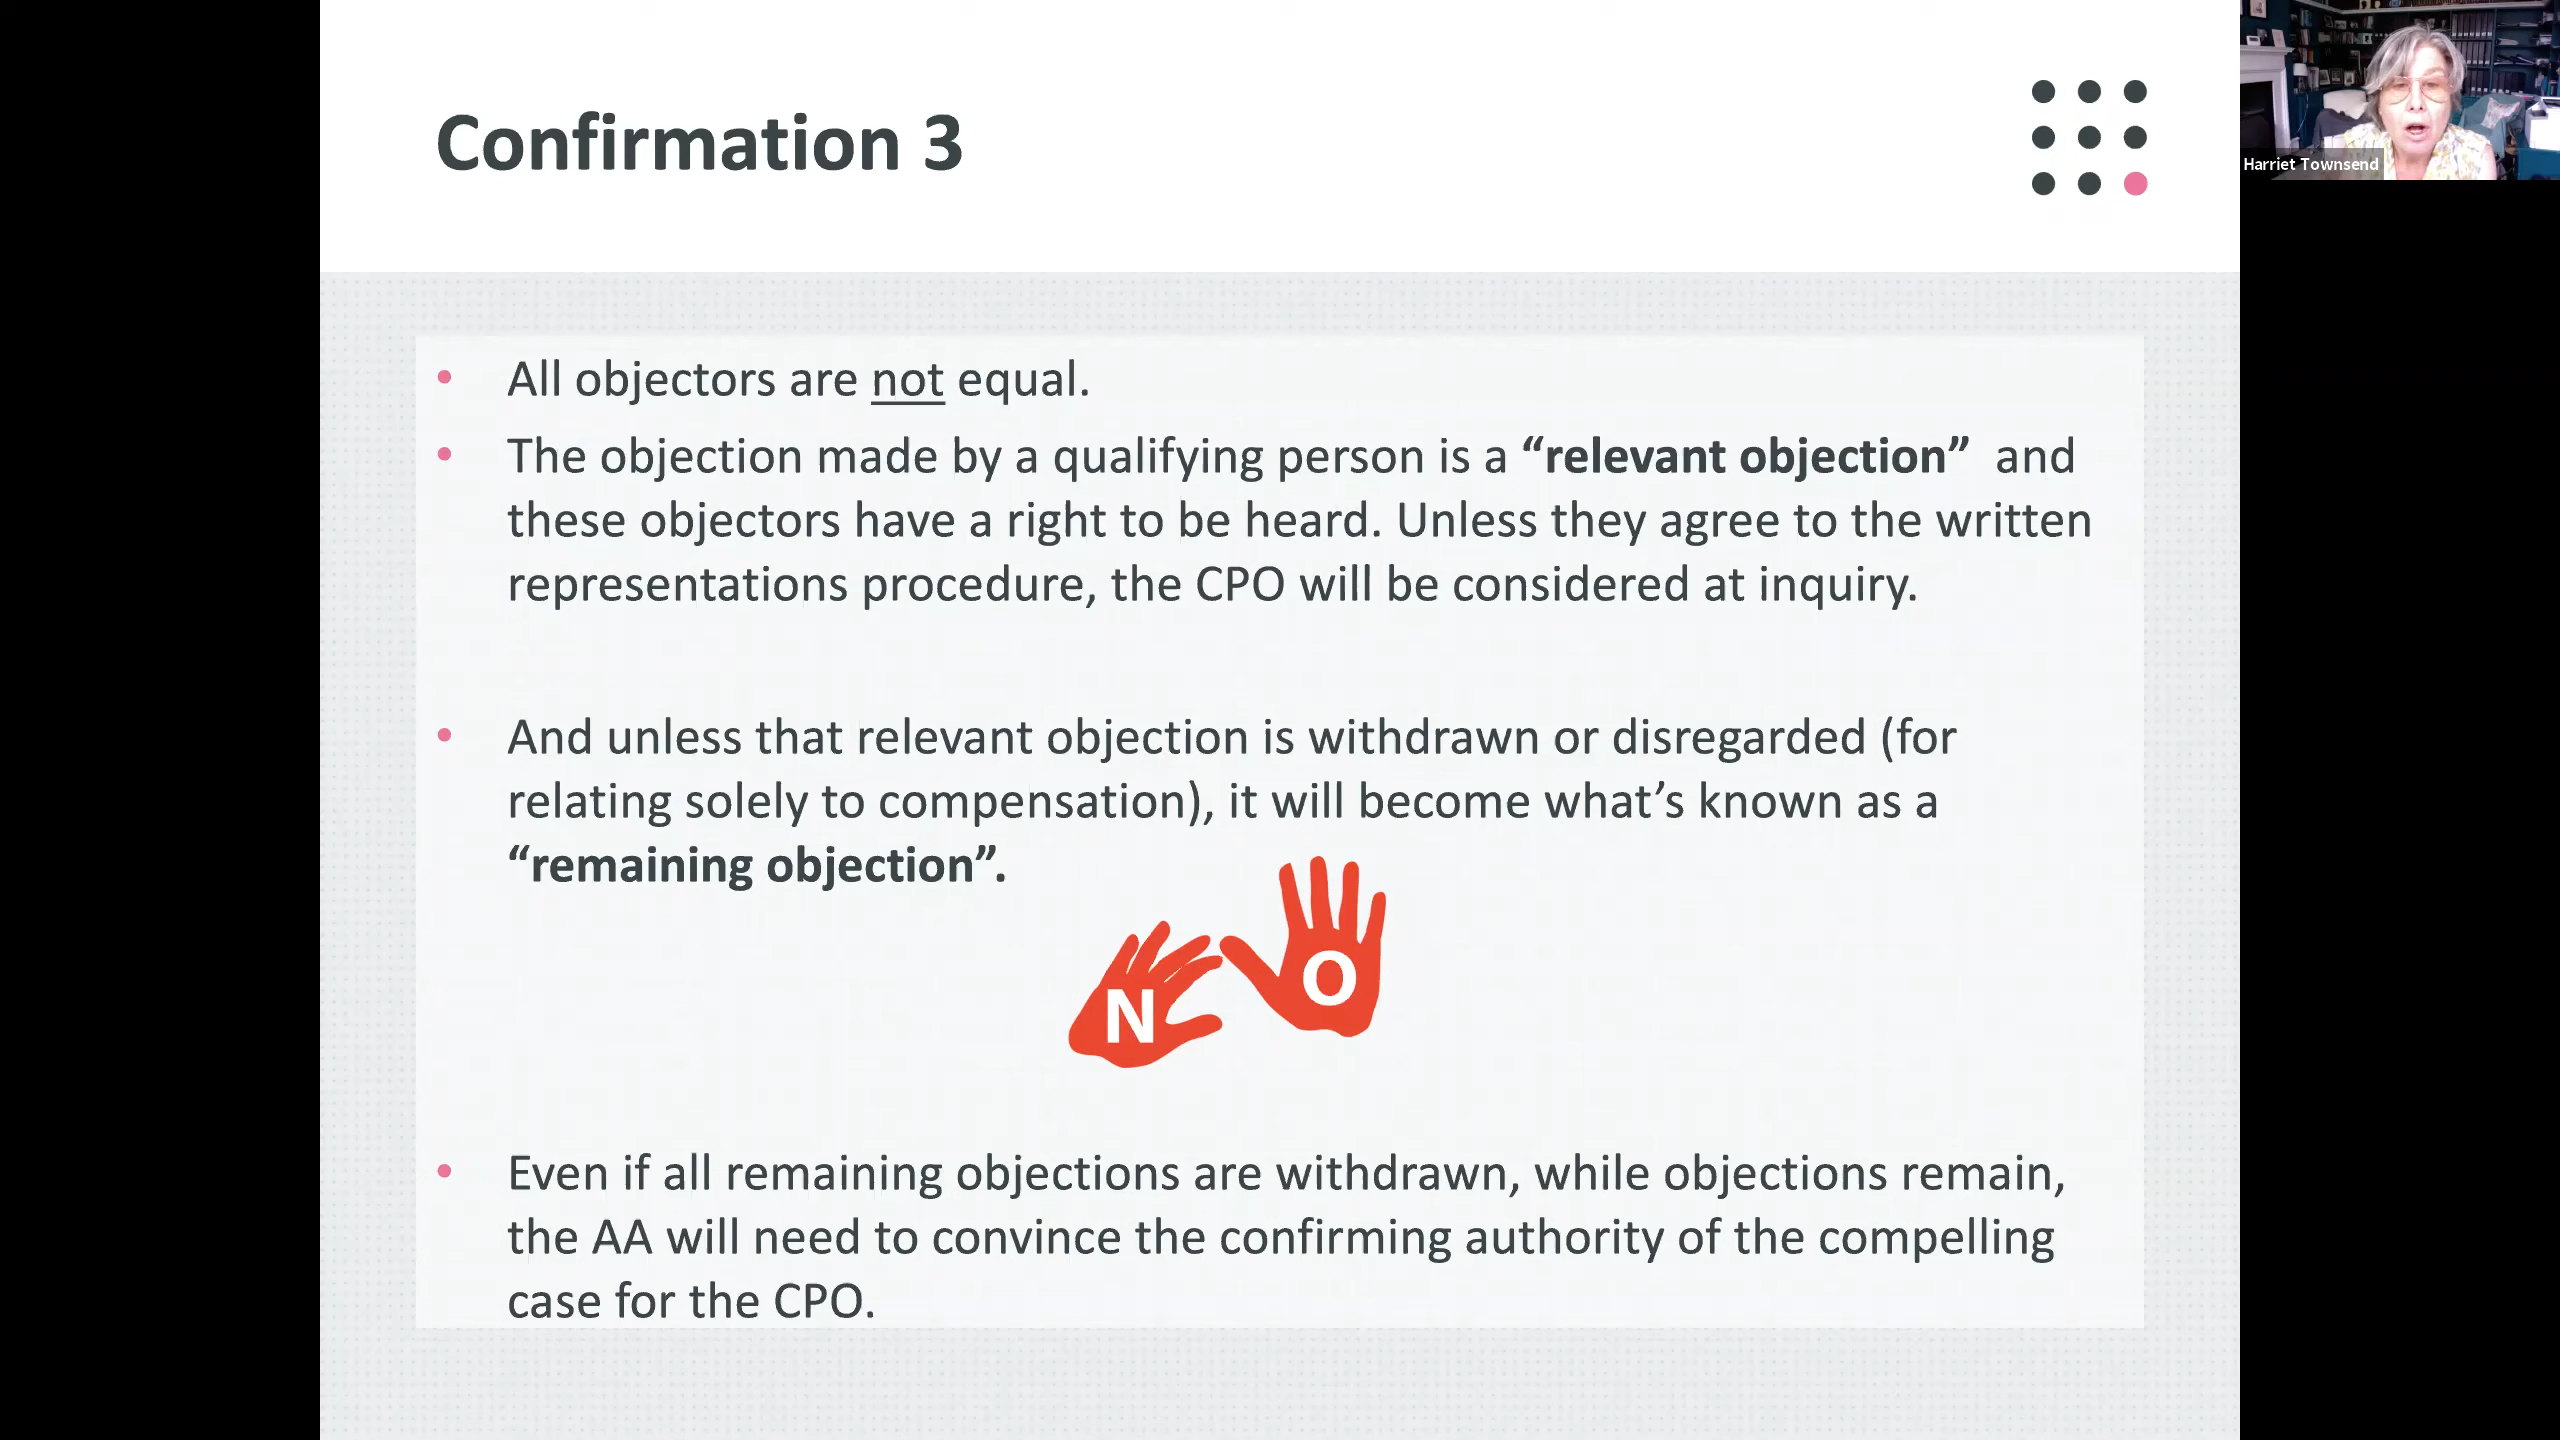 Confirmation 3
Harriet Townsend
• All objectors are not equal.
• The objection made by a qualifying person is a “relevant objection”  and
these objectors have a right to be heard. Unless they agree to the written
representations procedure, the CPO will be considered at inquiry.
• And unless that relevant objection is withdrawn or disregarded (for
relating solely to compensation), it will become what’s known as a
“remaining objection”.
N O
• Even if all remaining objections are withdrawn, while objections remain,
the AA will need to convince the confirming authority of the compelling
case for the CPO.